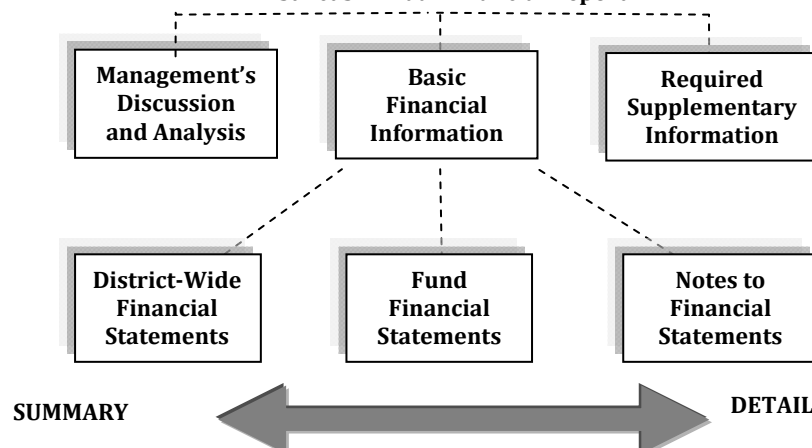 Management's
Discussion
and Analysis
Basic
Financial
Information
Required
Supplementary
Information
District-Wide
Financial
Statements
Fund
Financial
Statements
Notes to
Financial
Statements
SUMMARY
DETAIL